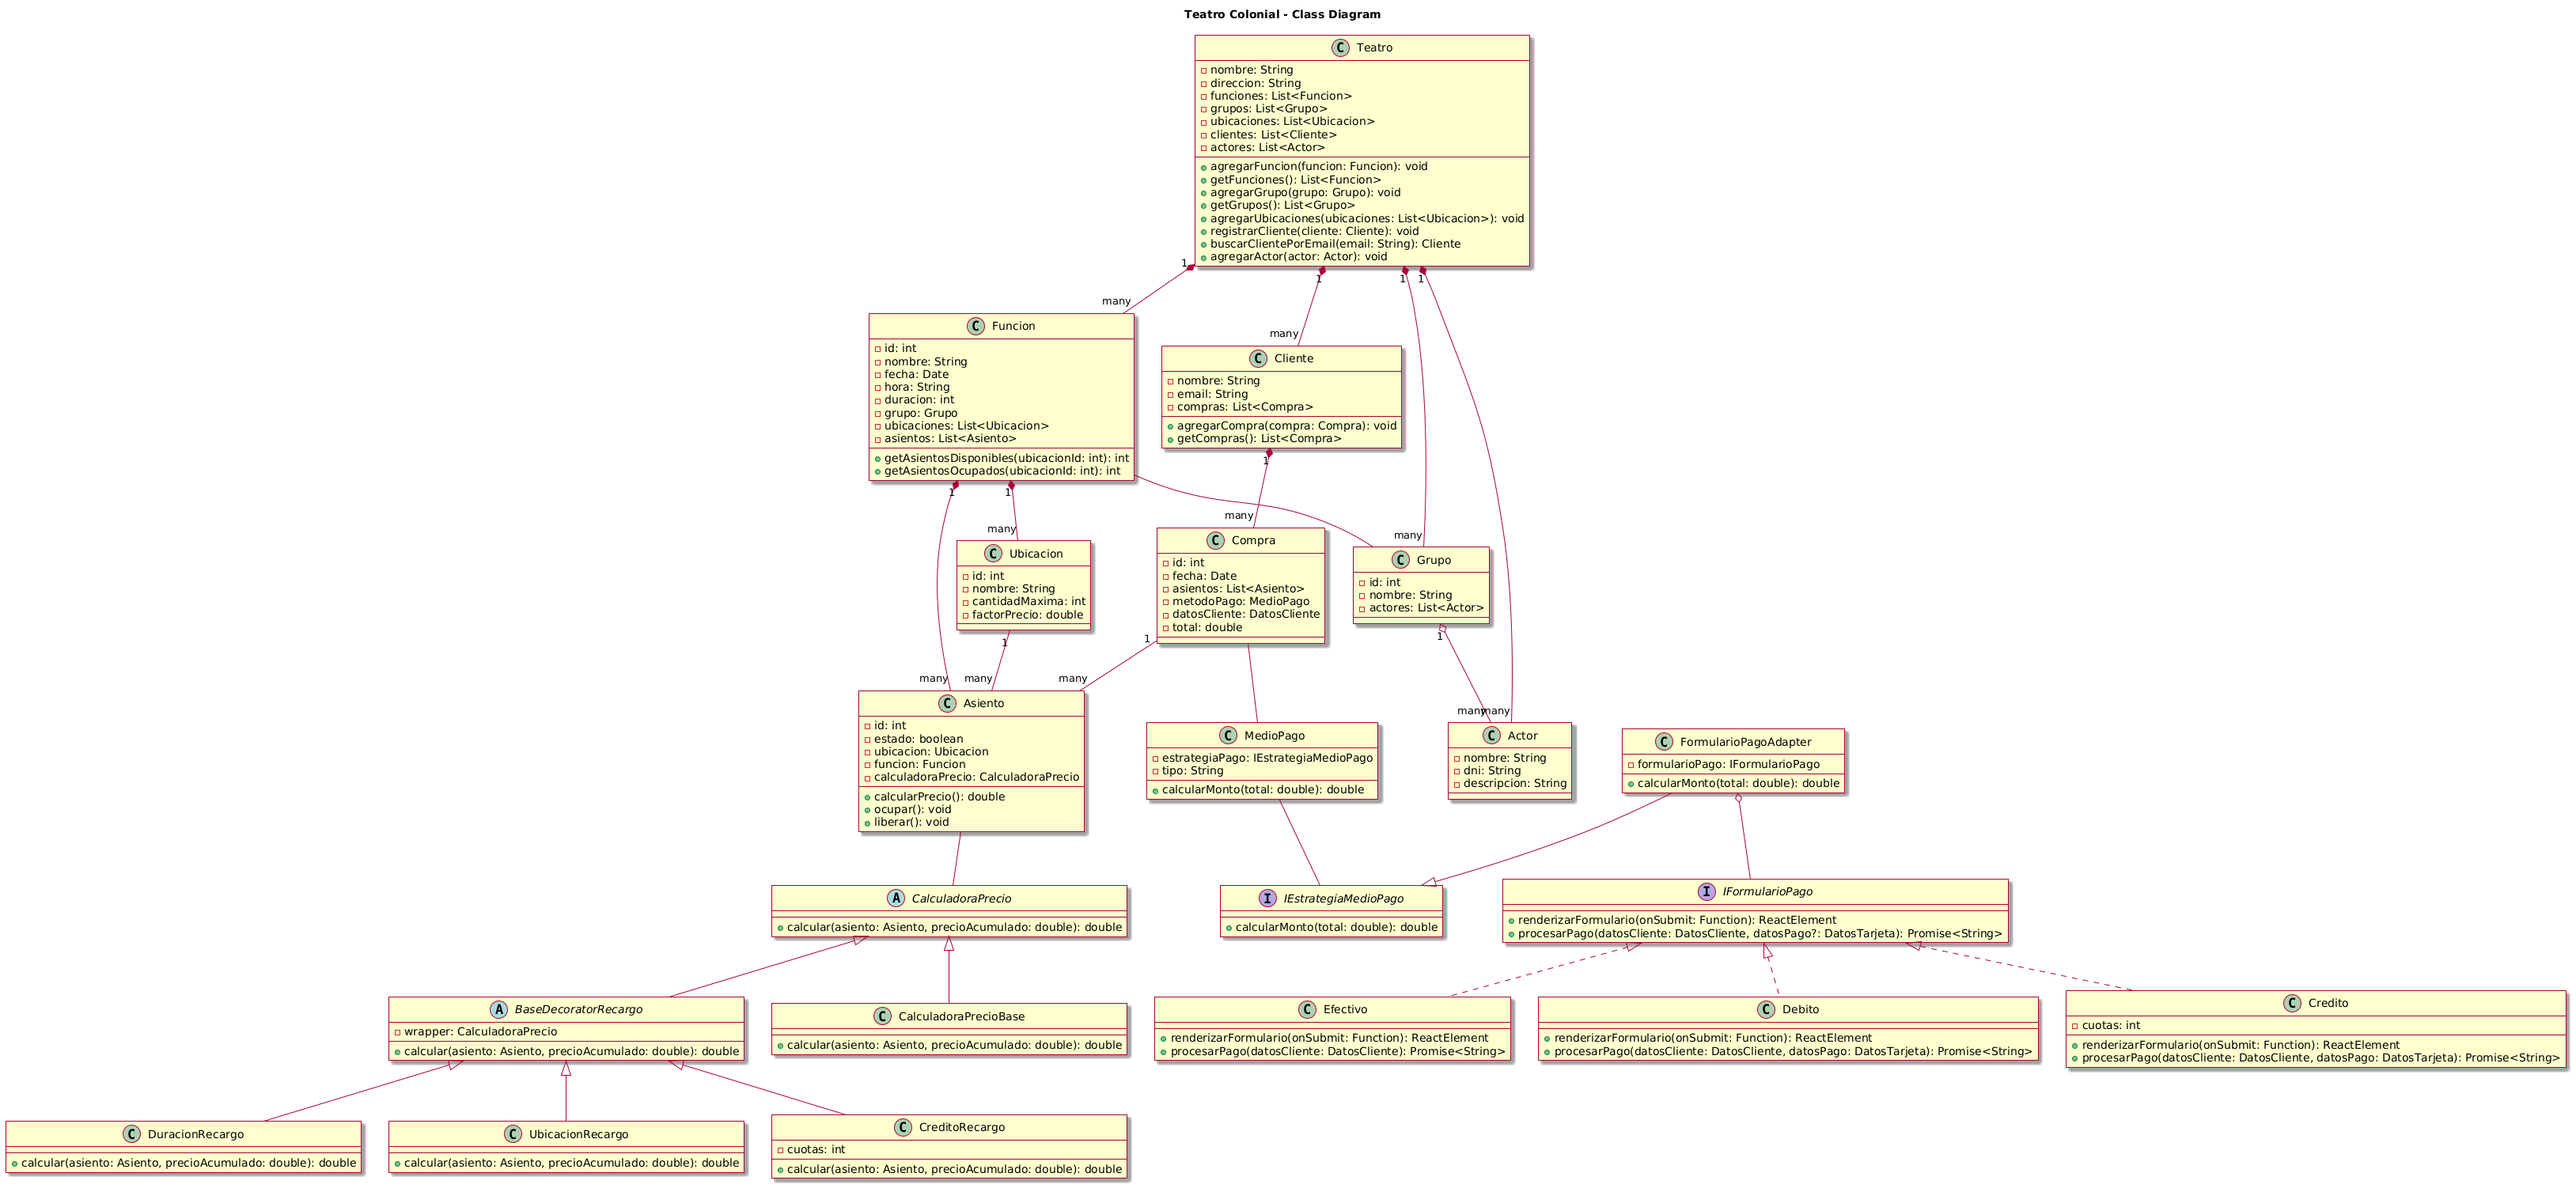 Teatro Colonial - Class Diagram
C Teatro
nombre: String
direccion: String
funciones: List<Funcion>
grupos: List<Grupo>
ubicaciones: List<Ubicacion>
clientes: List<Cliente>
actores: List<Actor>
agregarFuncion(funcion: Funcion): void
getFunciones(): List<Funcion>
agregarGrupo(grupo: Grupo): void
getGrupos(): List<Grupo>
agregarUbicaciones(ubicaciones: List<Ubicacion>): void
registrarCliente(cliente: Cliente): void
buscarClientePorEmail(email: String): Cliente
agregarActor(actor: Actor): void
1
1
1
1
many
many
C Funcion
id: int
nombre: String
fecha: Date
hora: String
duracion: int
grupo: Grupo
ubicaciones: List<Ubicacion>
asientos: List<Asiento>
getAsientosDisponibles(ubicacionId: int): int
getAsientosOcupados(ubicacionId: int): int
C Cliente
nombre: String
email: String
compras: List<Compra>
agregarCompra(compra: Compra): void
getCompras(): List<Compra>
1
1
1
many
many
many
C Ubicacion
id: int
nombre: String
cantidadMaxima: int
factorPrecio: double
C Compra
id: int
fecha: Date
asientos: List<Asiento>
metodoPago: MedioPago
datosCliente: DatosCliente
total: double
C Grupo
id: int
nombre: String
actores: List<Actor>
1
1
1
many
many
many
many
many
C Asiento
id: int
estado: boolean
ubicacion: Ubicacion
funcion: Funcion
calculadoraPrecio: CalculadoraPrecio
calcularPrecio(): double
ocupar(): void
liberar(): void
C MedioPago
estrategiaPago: IEstrategiaMedioPago
tipo: String
calcularMonto(total: double): double
C Actor
nombre: String
dni: String
descripcion: String
C FormularioPagoAdapter
formularioPago: IFormularioPago
calcularMonto(total: double): double
A CalculadoraPrecio
calcular(asiento: Asiento, precioAcumulado: double): double
I IEstrategiaMedioPago
calcularMonto(total: double): double
I IFormularioPago
renderizarFormulario(onSubmit: Function): ReactElement
procesarPago(datosCliente: DatosCliente, datosPago?: DatosTarjeta): Promise<String>
A BaseDecoratorRecargo
wrapper: CalculadoraPrecio
calcular(asiento: Asiento, precioAcumulado: double): double
C CalculadoraPrecioBase
calcular(asiento: Asiento, precioAcumulado: double): double
C Efectivo
renderizarFormulario(onSubmit: Function): ReactElement
procesarPago(datosCliente: DatosCliente): Promise<String>
C Debito
renderizarFormulario(onSubmit: Function): ReactElement
procesarPago(datosCliente: DatosCliente, datosPago: DatosTarjeta): Promise<String>
C Credito
cuotas: int
renderizarFormulario(onSubmit: Function): ReactElement
procesarPago(datosCliente: DatosCliente, datosPago: DatosTarjeta): Promise<String>
C DuracionRecargo
calcular(asiento: Asiento, precioAcumulado: double): double
C UbicacionRecargo
calcular(asiento: Asiento, precioAcumulado: double): double
C CreditoRecargo
cuotas: int
calcular(asiento: Asiento, precioAcumulado: double): double